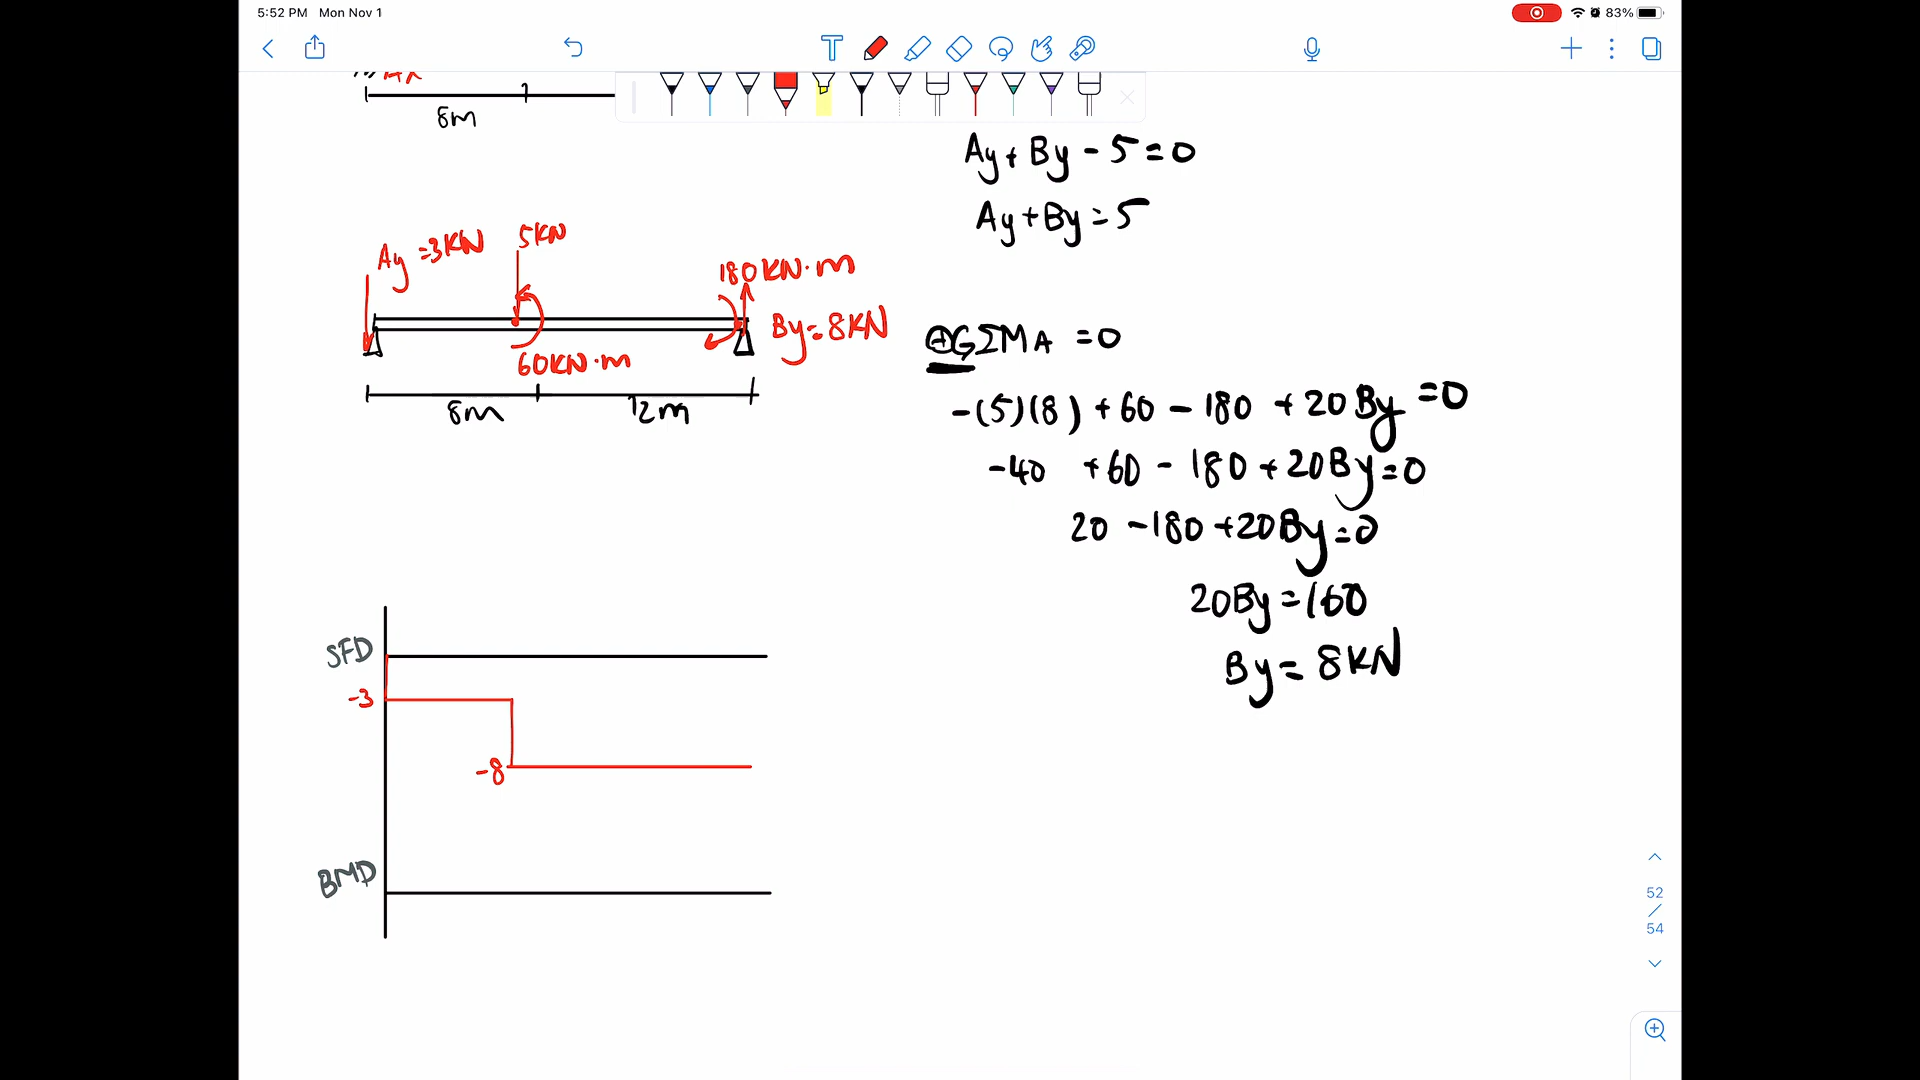 5:52 PM Mon Nov 1
83%
T
Ax
8m
Ay + By - 5 = 0
Ay + By = 5
Ay = 3KN
5KN
180KN·m
By = 8KN
60KN·m
8m
12m
+ΣMA = 0
-(5)(8) + 60 - 180 + 20By = 0
-40 + 60 - 180 + 20By = 0
20 - 180 + 20By = 0
20By = 160
By = 8KN
SFD
-3
-8
BMD
52
/
54